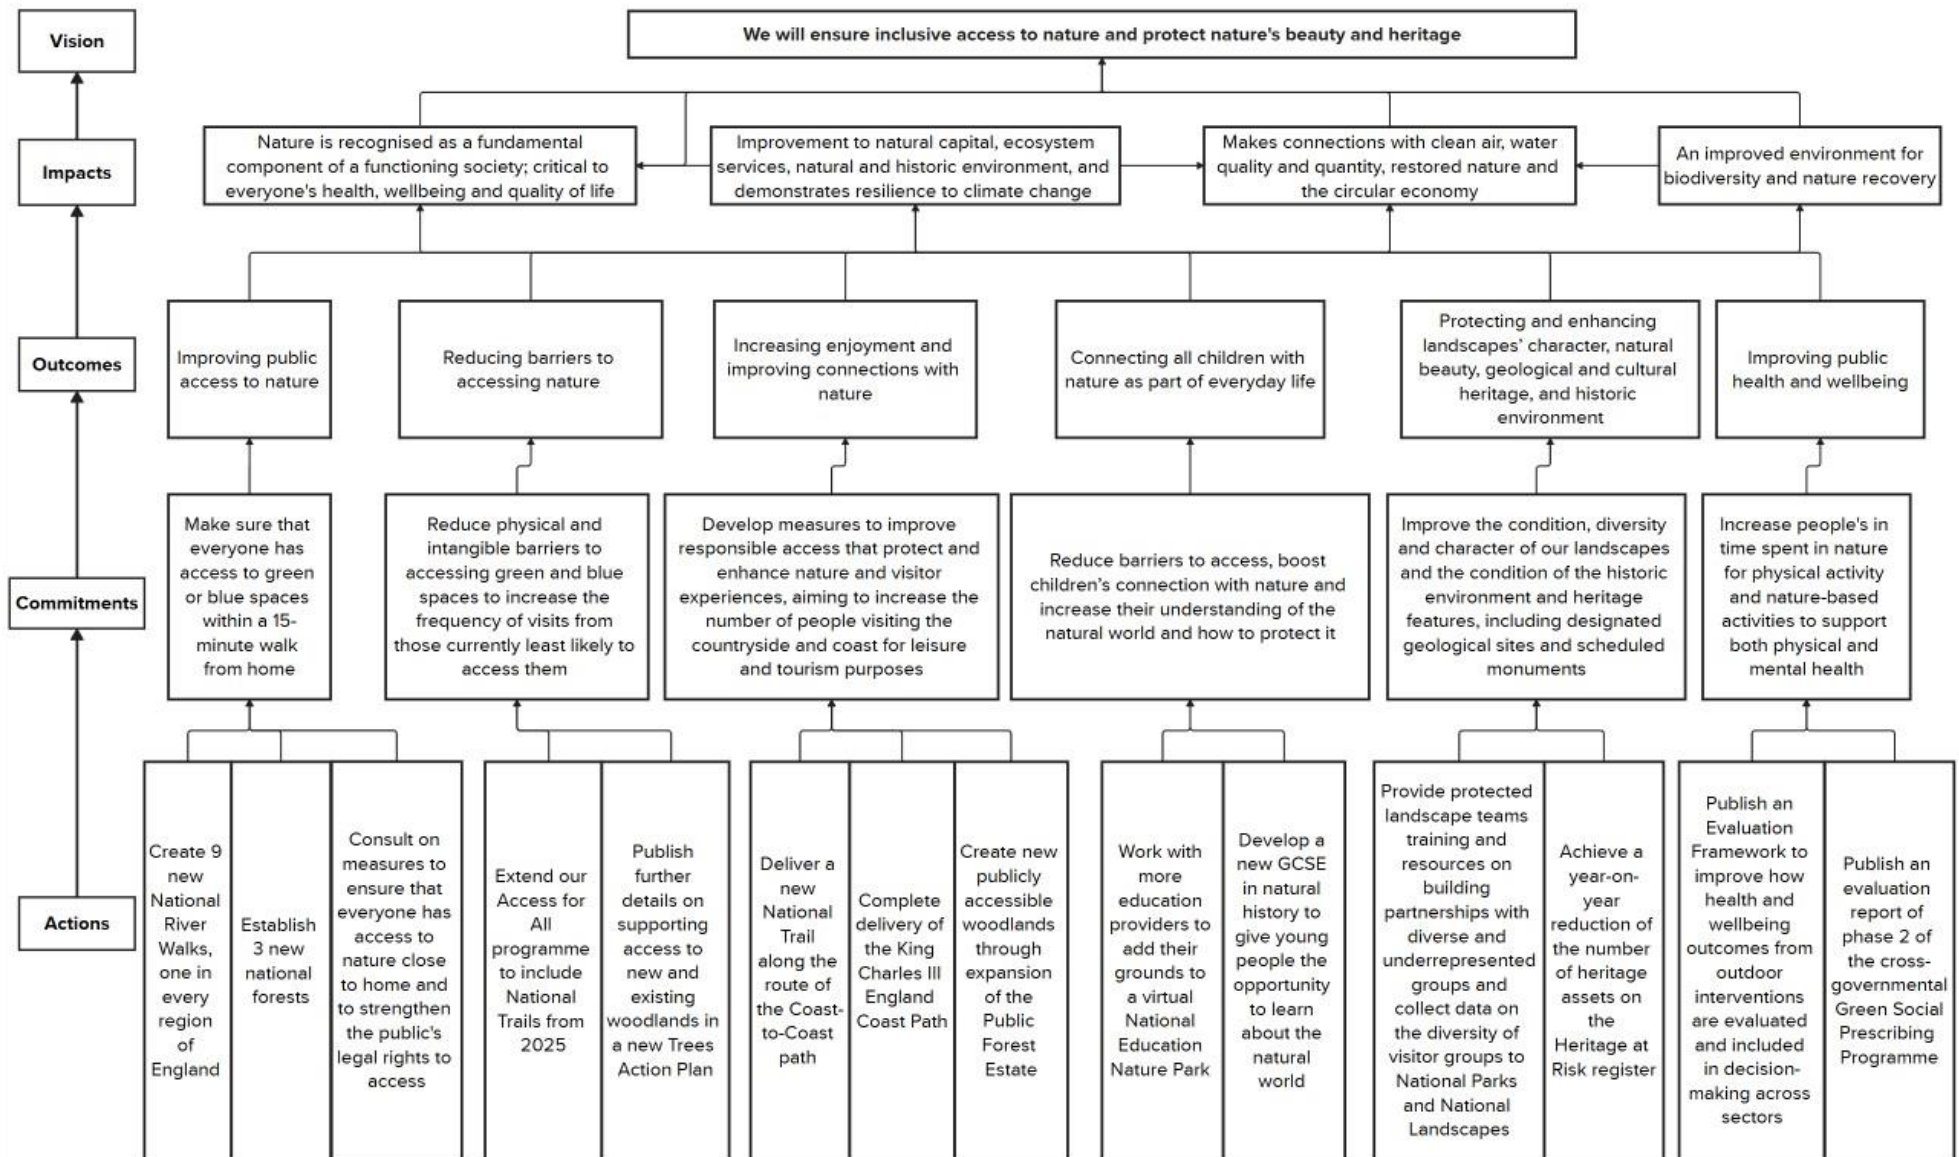 Vision
We will ensure inclusive access to nature and protect nature's beauty and heritage
Impacts
Nature is recognised as a fundamental
component of a functioning society; critical to
everyone's health, wellbeing and quality of life
Improvement to natural capital, ecosystem
services, natural and historic environment, and
demonstrates resilience to climate change
Makes connections with clean air, water
quality and quantity, restored nature and
the circular economy
An improved environment for
biodiversity and nature recovery
Outcomes
Improving public
access to nature
Reducing barriers to
accessing nature
Increasing enjoyment and
improving connections with
nature
Connecting all children with
nature as part of everyday life
Protecting and enhancing
landscapes’ character, natural
beauty, geological and cultural
heritage, and historic
environment
Improving public
health and wellbeing
Commitments
Make sure that
everyone has
access to green
or blue spaces
within a 15-
minute walk
from home
Reduce physical and
intangible barriers to
accessing green and blue
spaces to increase the
frequency of visits from
those currently least likely to
access them
Develop measures to improve
responsible access that protect and
enhance nature and visitor
experiences, aiming to increase the
number of people visiting the
countryside and coast for leisure
and tourism purposes
Reduce barriers to access, boost
children’s connection with nature and
increase their understanding of the
natural world and how to protect it
Improve the condition, diversity
and character of our landscapes
and the condition of the historic
environment and heritage
features, including designated
geological sites and scheduled
monuments
Increase people's in
time spent in nature
for physical activity
and nature-based
activities to support
both physical and
mental health
Actions
Create 9
new
National
River
Walks,
one in
every
region
of
England
Establish
3 new
national
forests
Consult on
measures to
ensure that
everyone has
access to
nature close
to home and
to strengthen
the public's
legal rights to
access
Extend our
Access for
All
programme
to include
National
Trails from
2025
Publish
further
details on
supporting
access to
new and
existing
woodlands in
a new Trees
Action Plan
Deliver a
new
National
Trail
along the
route of
the Coast-
to-Coast
path
Complete
delivery of
the King
Charles III
England
Coast Path
Create new
publicly
accessible
woodlands
through
expansion
of the
Public
Forest
Estate
Work with
more
education
providers to
add their
grounds to
a virtual
National
Education
Nature Park
Develop a
new GCSE
in natural
history to
give young
people the
opportunity
to learn
about the
natural
world
Provide protected
landscape teams
training and
resources on
building
partnerships with
diverse and
underrepresented
groups and
collect data on
the diversity of
visitor groups to
National Parks
and National
Landscapes
Achieve a
year-on-
year
reduction of
the number
of heritage
assets on
the
Heritage at
Risk register
Publish an
Evaluation
Framework to
improve how
health and
wellbeing
outcomes from
outdoor
interventions
are evaluated
and included
in decision-
making across
sectors
Publish an
evaluation
report of
phase 2 of
the cross-
governmental
Green Social
Prescribing
Programme